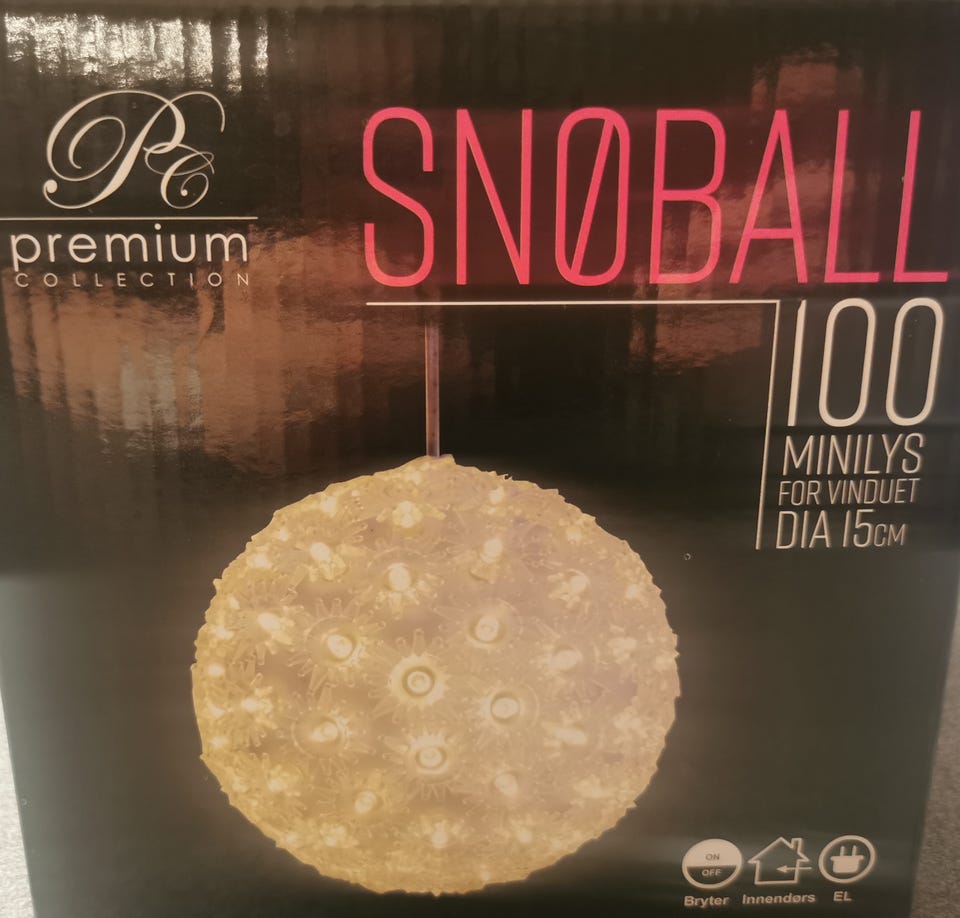 PC
premium
COLLECTION
SNØBALL
100
MINILYS
FOR VINDUET
DIA 15CM
ON
OFF
Bryter Innendørs EL